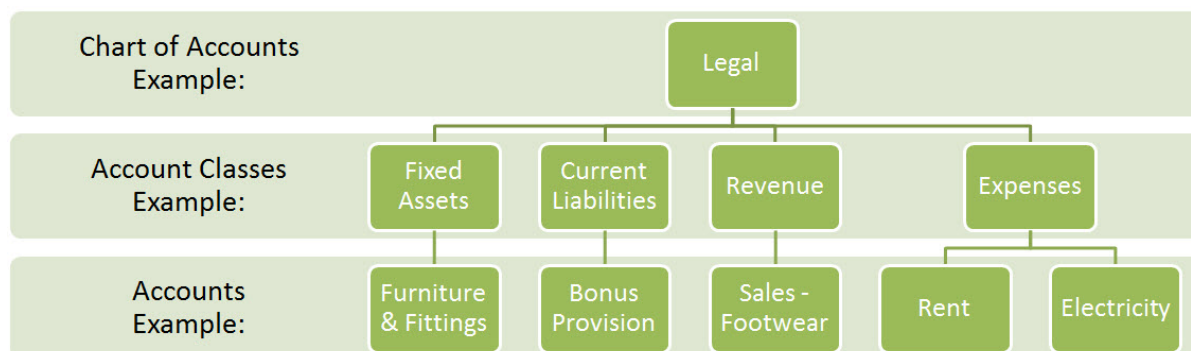 Chart of Accounts
Example:
Legal
Account Classes
Example:
Fixed
Assets
Current
Liabilities
Revenue
Expenses
Accounts
Example:
Furniture
& Fittings
Bonus
Provision
Sales -
Footwear
Rent
Electricity